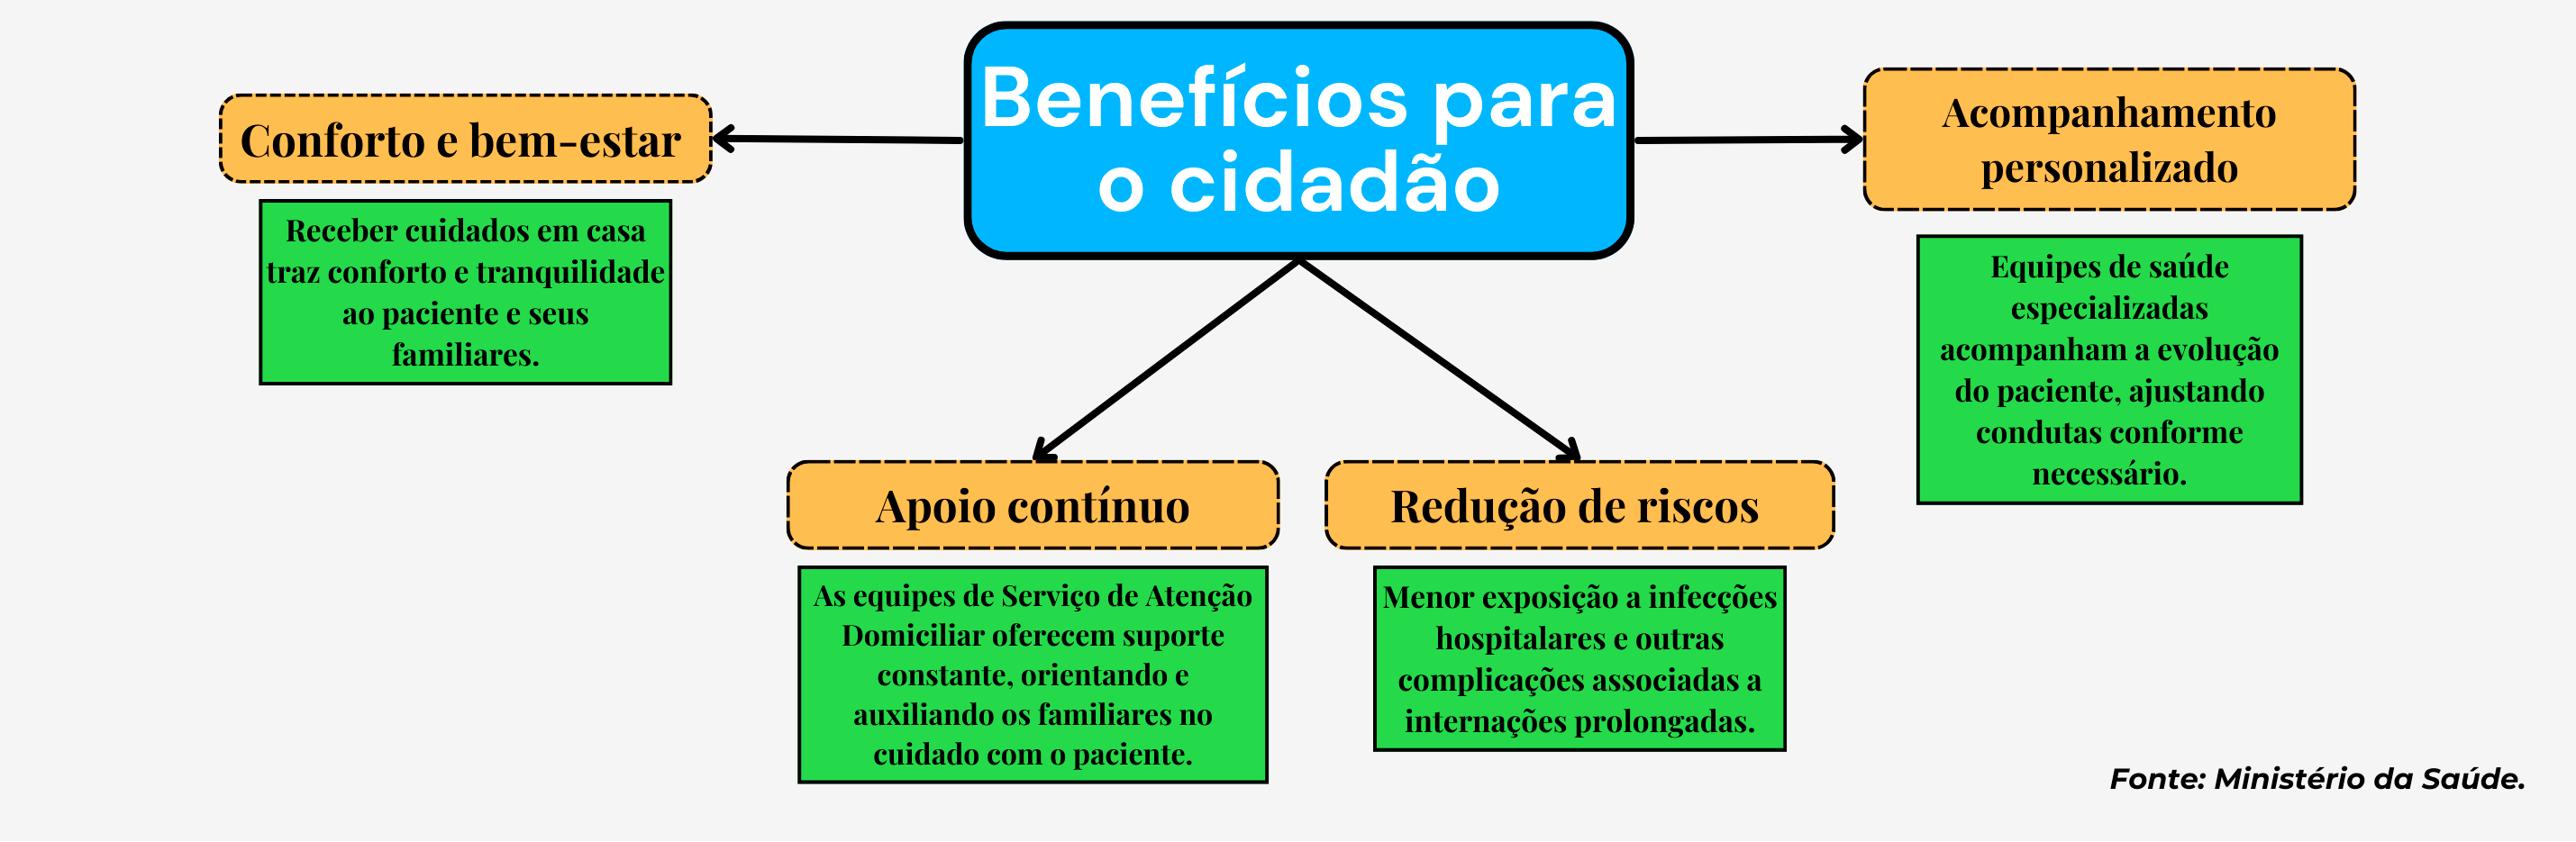 Benefícios para
o cidadão
Conforto e bem-estar
Receber cuidados em casa
traz conforto e tranquilidade
ao paciente e seus
familiares.
Apoio contínuo
As equipes de Serviço de Atenção
Domiciliar oferecem suporte
constante, orientando e
auxiliando os familiares no
cuidado com o paciente.
Redução de riscos
Menor exposição a infecções
hospitalares e outras
complicações associadas a
internações prolongadas.
Acompanhamento
personalizado
Equipes de saúde
especializadas
acompanham a evolução
do paciente, ajustando
condutas conforme
necessário.
Fonte: Ministério da Saúde.